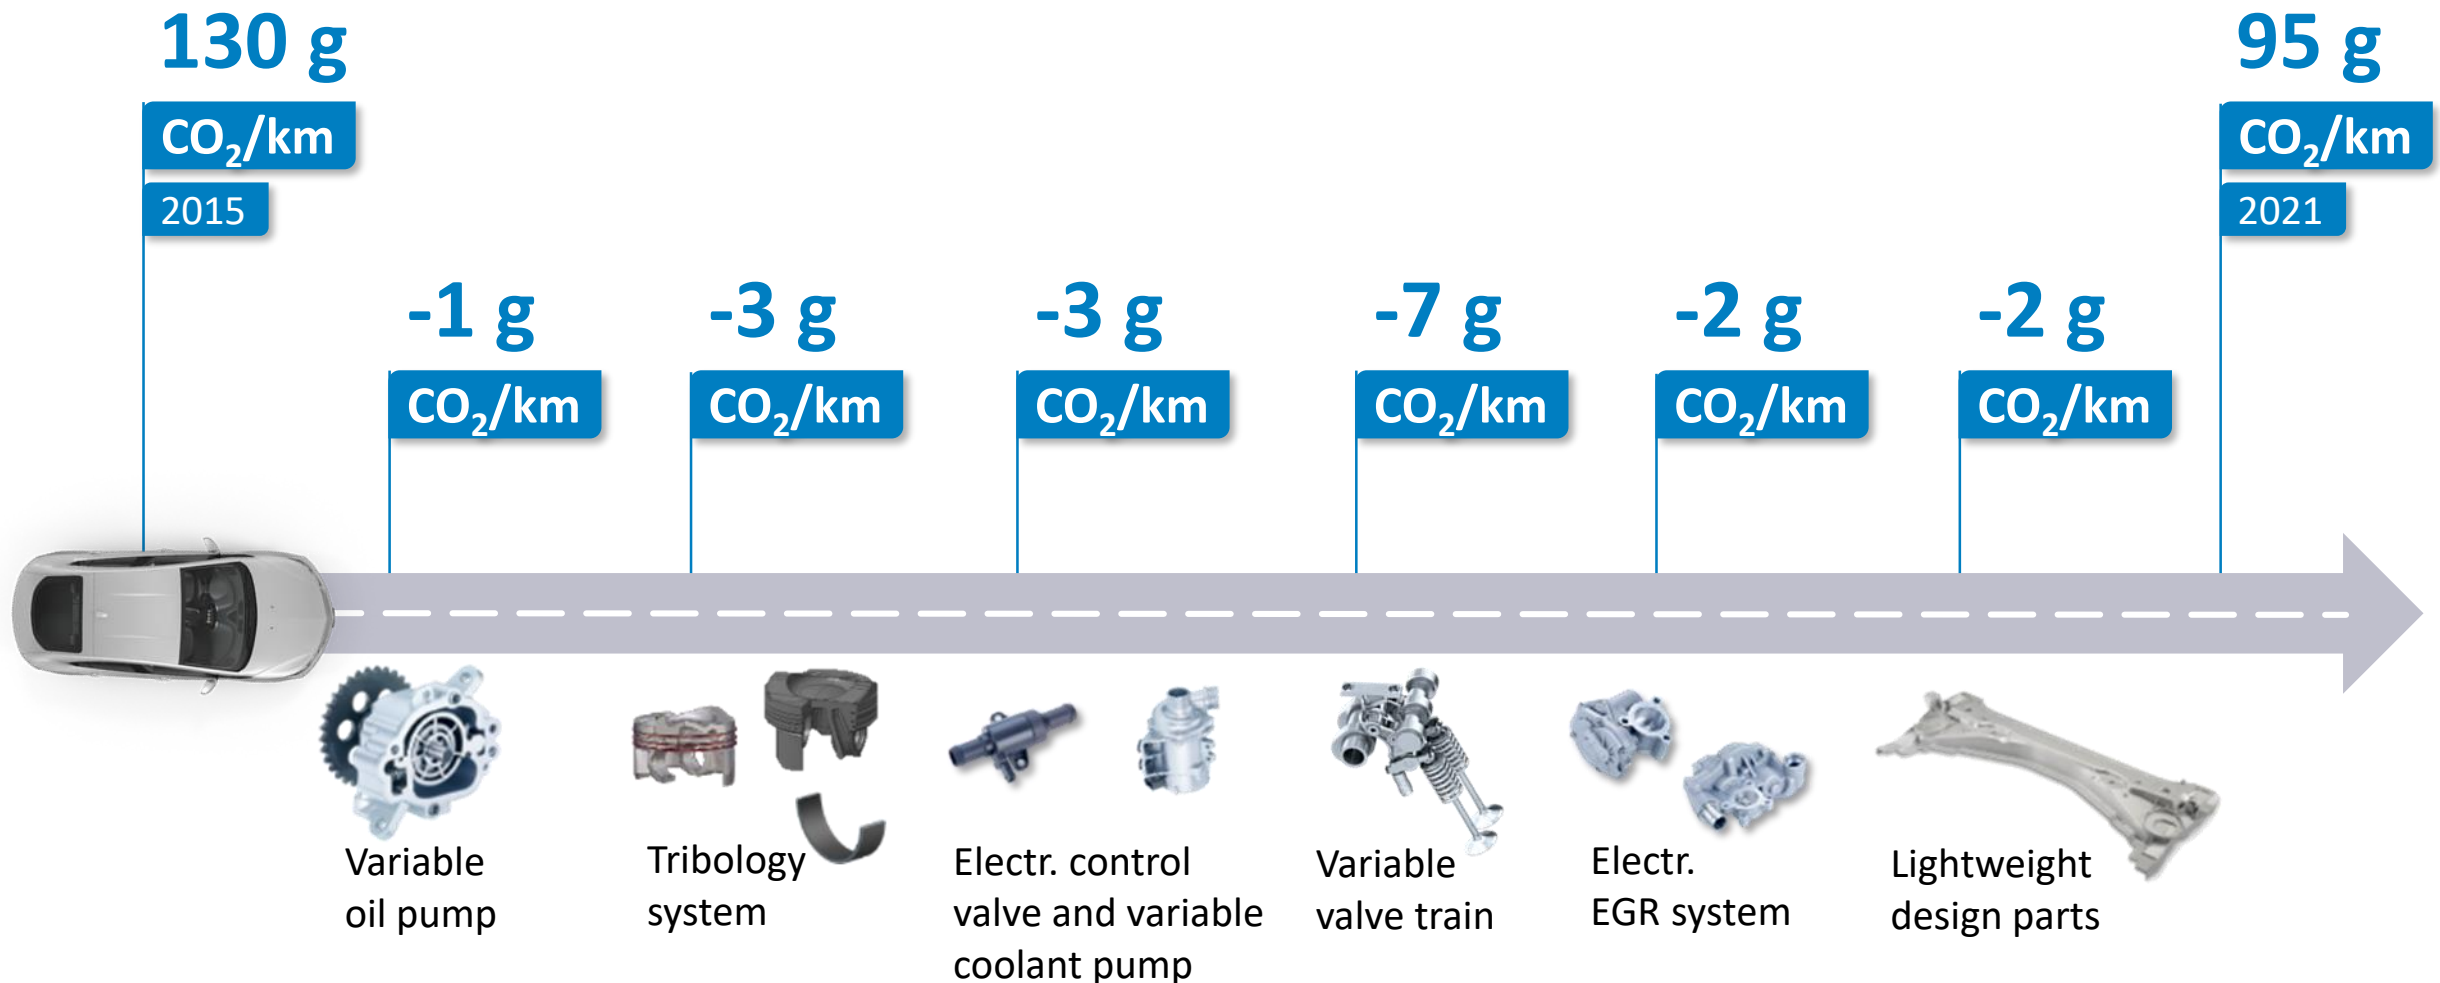 130 g
CO₂/km
2015
-1 g
CO₂/km
-3 g
CO₂/km
-3 g
CO₂/km
-7 g
CO₂/km
-2 g
CO₂/km
-2 g
CO₂/km
95 g
CO₂/km
2021
Variable
oil pump
Tribology
system
Electr. control
valve and variable
coolant pump
Variable
valve train
Electr.
EGR system
Lightweight
design parts